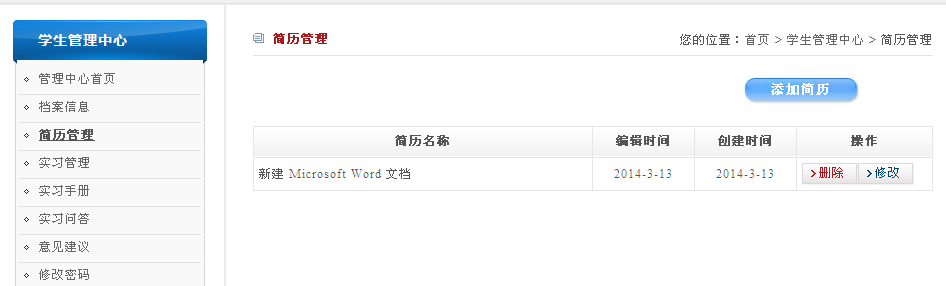 学生管理中心
管理中心首页
档案信息
简历管理
实习管理
实习手册
实习问答
意见建议
修改密码
简历管理
您的位置：首页 > 学生管理中心 > 简历管理
添加简历
简历名称 编辑时间 创建时间 操作
新建 Microsoft Word 文档 2014-3-13 2014-3-13 删除 修改